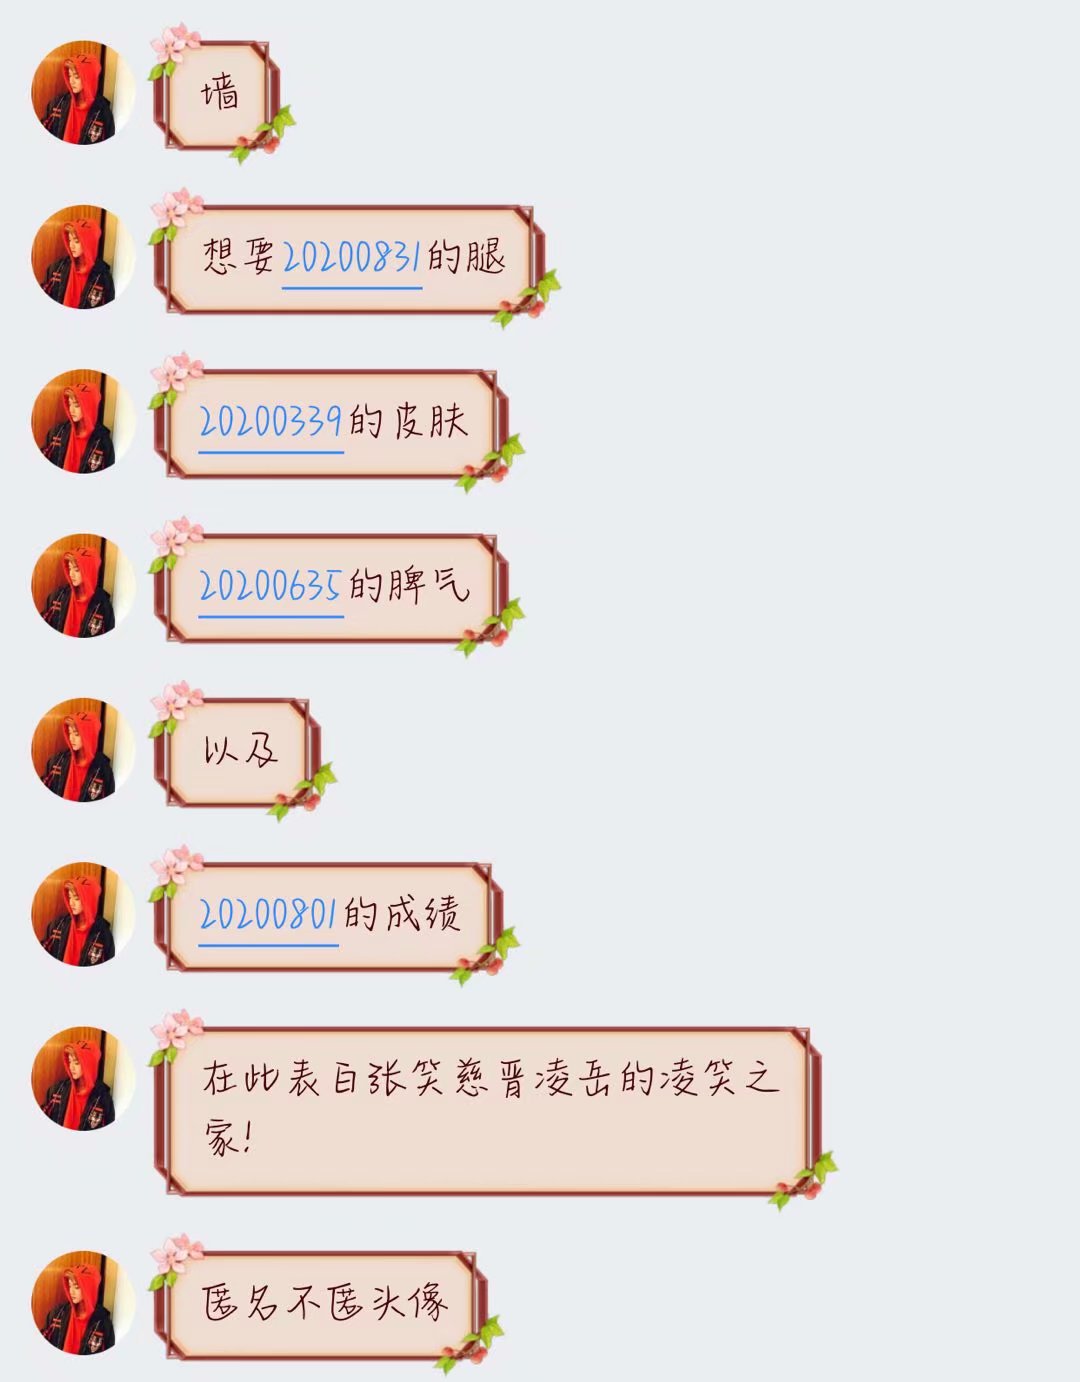 墙
想要20200831的腿
20200339的皮肤
20200635的脾气
以及
20200801的成绩
在此表白张笑慈晋凌岳的凌笑之
家!
匿名不匿头像